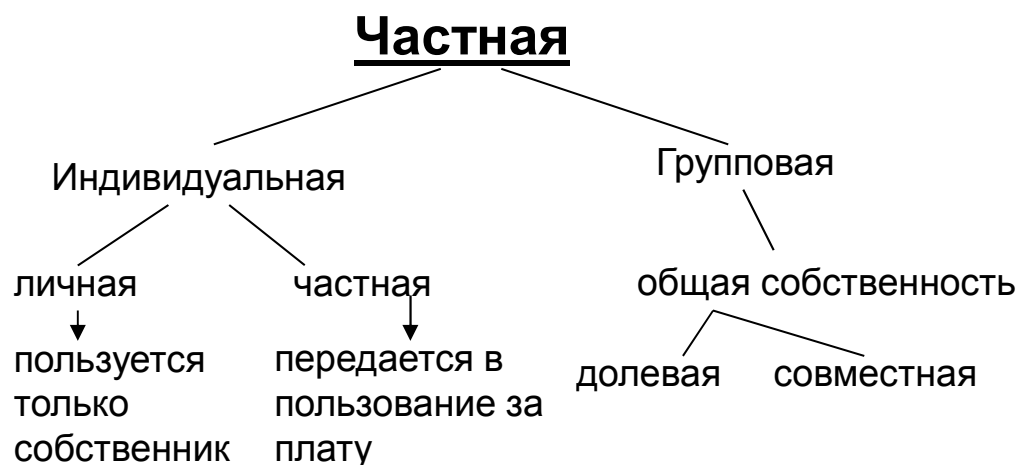 Частная
Индивидуальная
Групповая
личная
частная
общая собственность
пользуется
только
собственник
передается в
пользование за
плату
долевая
совместная